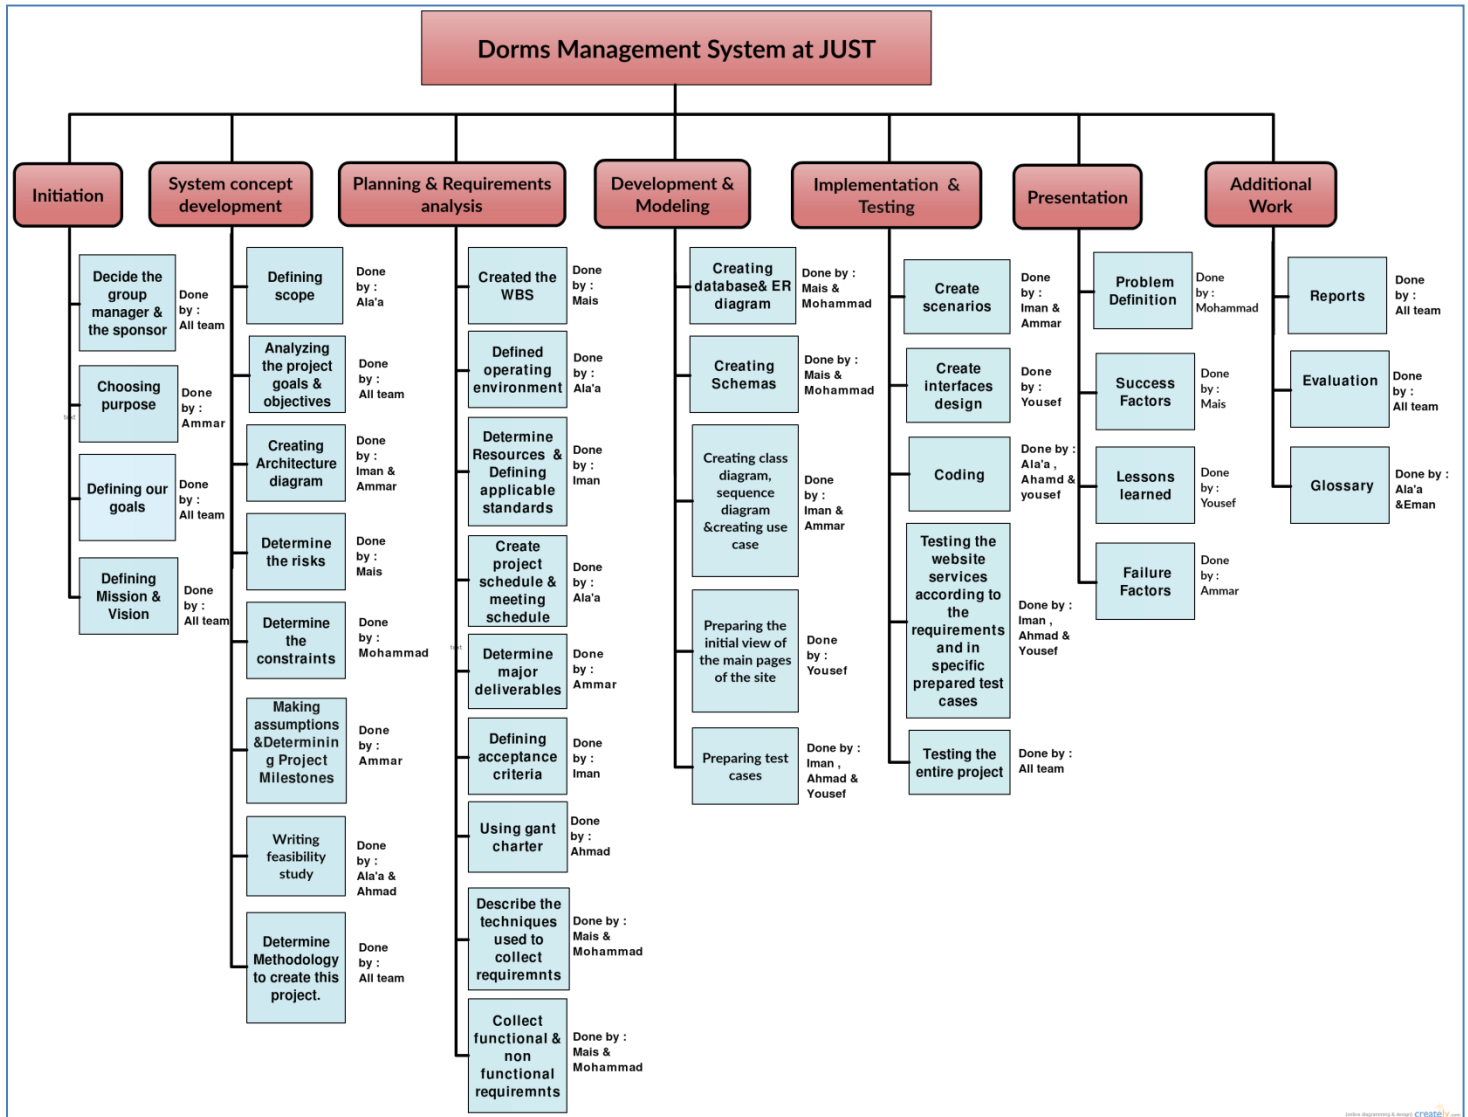 Dorms Management System at JUST
Initiation
Decide the
group
manager &
the sponsor
Done
by :
All team
Choosing
purpose
Done
by :
Ammar
text
Defining our
goals
Done
by :
All team
Defining
Mission &
Vision
Done
by :
All team
System concept
development
Defining
scope
Done
by :
Ala'a
Analyzing
the project
goals &
objectives
Done
by :
All team
Creating
Architecture
diagram
Done
by :
Iman &
Ammar
Determine
the risks
Done
by :
Mais
Determine
the
constraints
Done
by :
Mohammad
Making
assumptions
&Determinin
g Project
Milestones
Done
by :
Ammar
Writing
feasibility
study
Done
by :
Ala'a &
Ahmad
Determine
Methodology
to create this
project.
Done
by :
All team
Planning & Requirements
analysis
Created the
WBS
Done
by :
Mais
Defined
operating
environment
Done
by :
Ala'a
Determine
Resources &
Defining
applicable
standards
Done
by :
Iman
Create
project
schedule &
meeting
schedule
Done
by :
Ala'a
text
Determine
major
deliverables
Done
by :
Ammar
Defining
acceptance
criteria
Done
by :
Iman
Using gant
charter
Done
by :
Ahmad
Describe the
techniques
used to
collect
requiremnts
Done by :
Mais &
Mohammad
Collect
functional &
non
functional
requiremnts
Done by :
Mais &
Mohammad
Development &
Modeling
Creating
database& ER
diagram
Done by :
Mais &
Mohammad
Creating
Schemas
Done by :
Mais &
Mohammad
Creating class
diagram,
sequence
diagram
&creating use
case
Done
by :
Iman &
Ammar
Preparing the
initial view of
the main pages
of the site
Done
by :
Yousef
Preparing test
cases
Done by :
Iman ,
Ahmad &
Yousef
Implementation &
Testing
Create
scenarios
Done
by :
Iman &
Ammar
Create
interfaces
design
Done
by :
Yousef
Coding
Done by :
Ala'a ,
Ahamd &
yousef
Testing the
website
services
according to
the
requirements
and in
specific
prepared test
cases
Done by :
Iman ,
Ahmad &
Yousef
Testing the
entire project
Done by :
All team
Presentation
Problem
Definition
Done
by :
Mohammad
Success
Factors
Done
by :
Mais
Lessons
learned
Done
by :
Yousef
Failure
Factors
Done
by :
Ammar
Additional
Work
Reports
Done
by :
All team
Evaluation
Done
by :
All team
Glossary
Done by :
Ala'a
&Eman
[online diagramming & design] creately.com